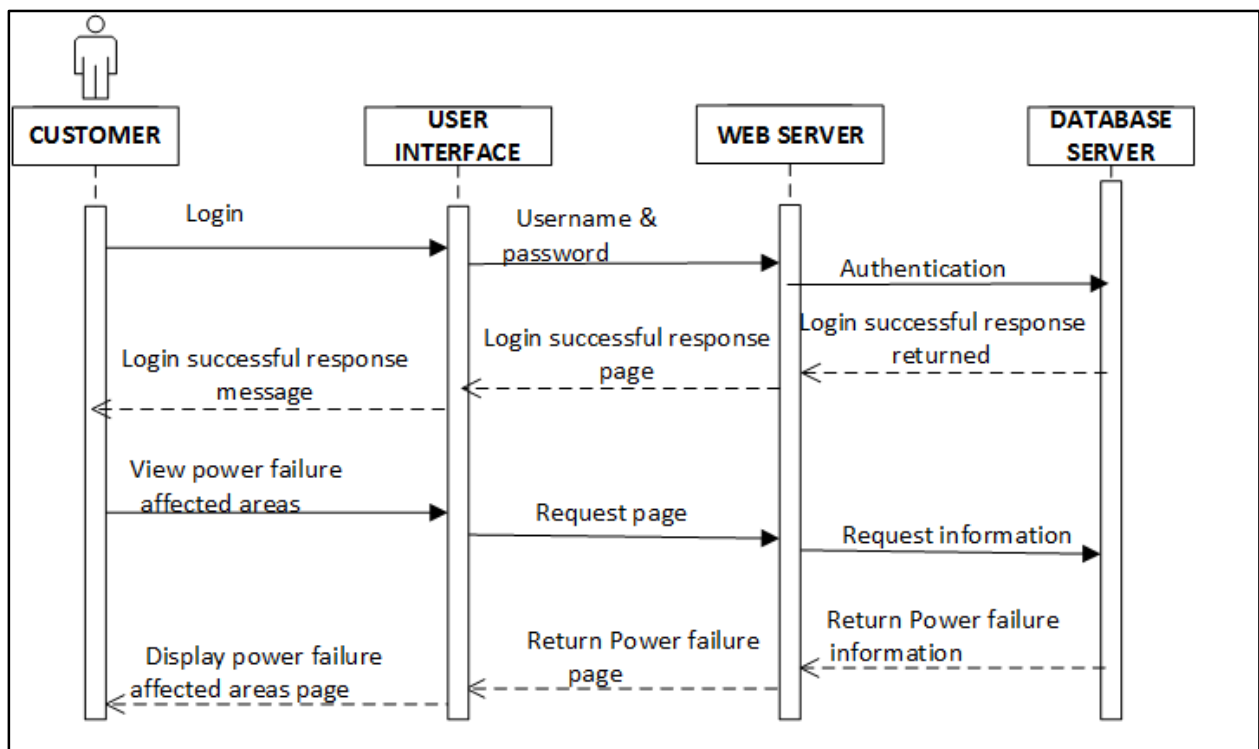 CUSTOMER
USER
INTERFACE
WEB SERVER
DATABASE
SERVER
Login
Username &
password
Authentication
Login successful response
returned
Login successful response
page
Login successful response
message
View power failure
affected areas
Request page
Request information
Return Power failure
information
Return Power failure
page
Display power failure
affected areas page